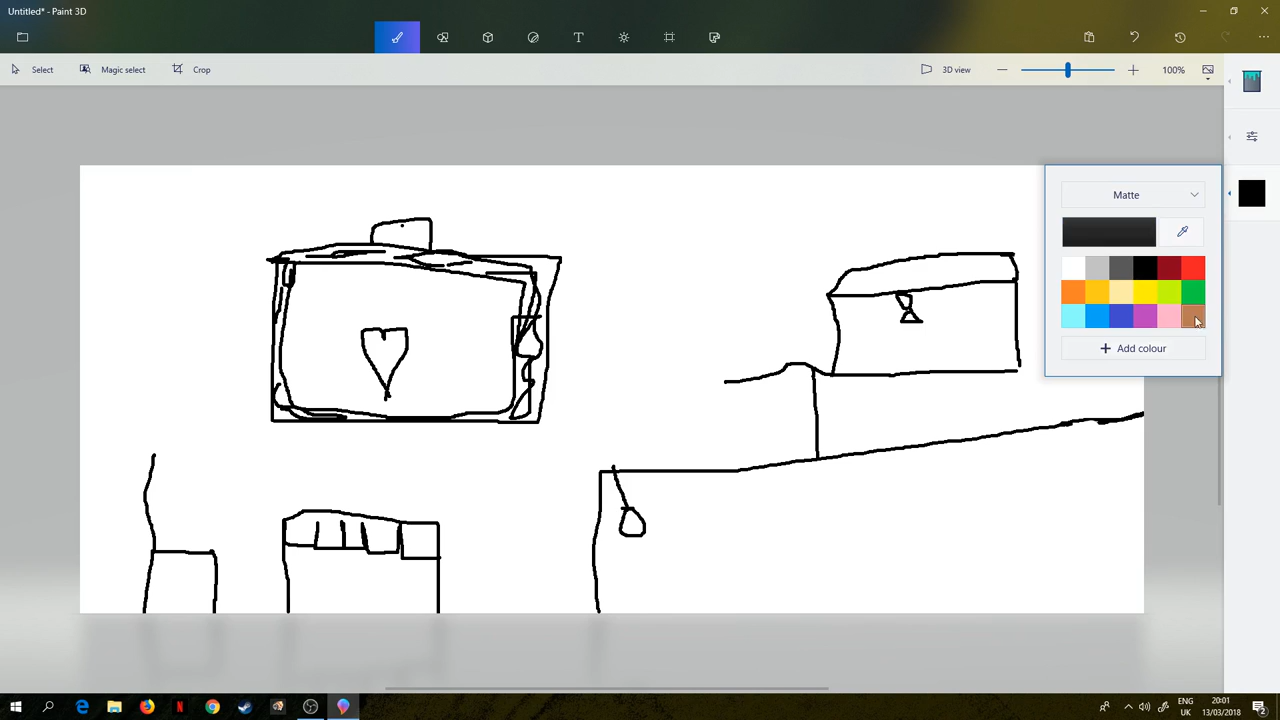 Untitled* - Paint 3D
Select Magic select Crop 3D view 100%
Matte
Add colour
ENG 20:01
UK 13/03/2018
2